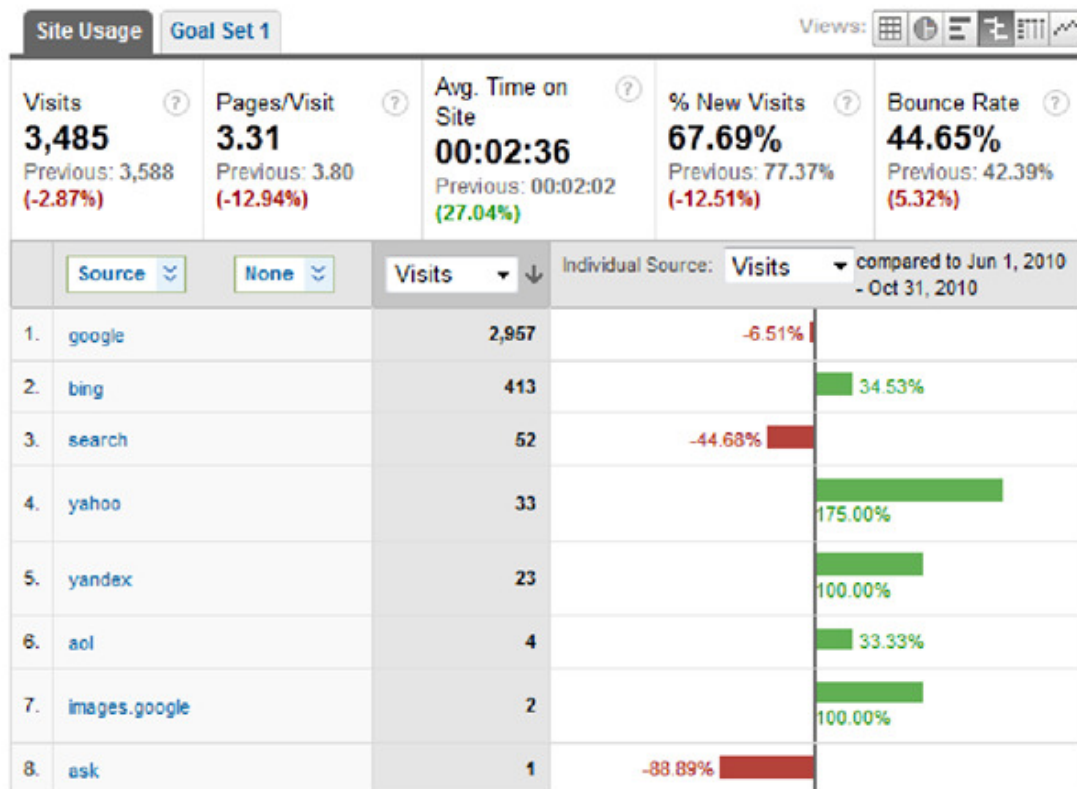 Site Usage Goal Set 1 Views:
Visits ?
3,485
Previous: 3,588
(-2.87%)
Pages/Visit ?
3.31
Previous: 3.80
(-12.94%)
Avg. Time on ?
Site
00:02:36
Previous: 00:02:02
(27.04%)
% New Visits ?
67.69%
Previous: 77.37%
(-12.51%)
Bounce Rate ?
44.65%
Previous: 42.39%
(5.32%)
Source None Visits Individual Source: Visits compared to Jun 1, 2010
- Oct 31, 2010
1. google 2,957 -6.51%
2. bing 413 34.53%
3. search 52 -44.68%
4. yahoo 33 175.00%
5. yandex 23 100.00%
6. aol 4 33.33%
7. images.google 2 100.00%
8. ask 1 -88.89%